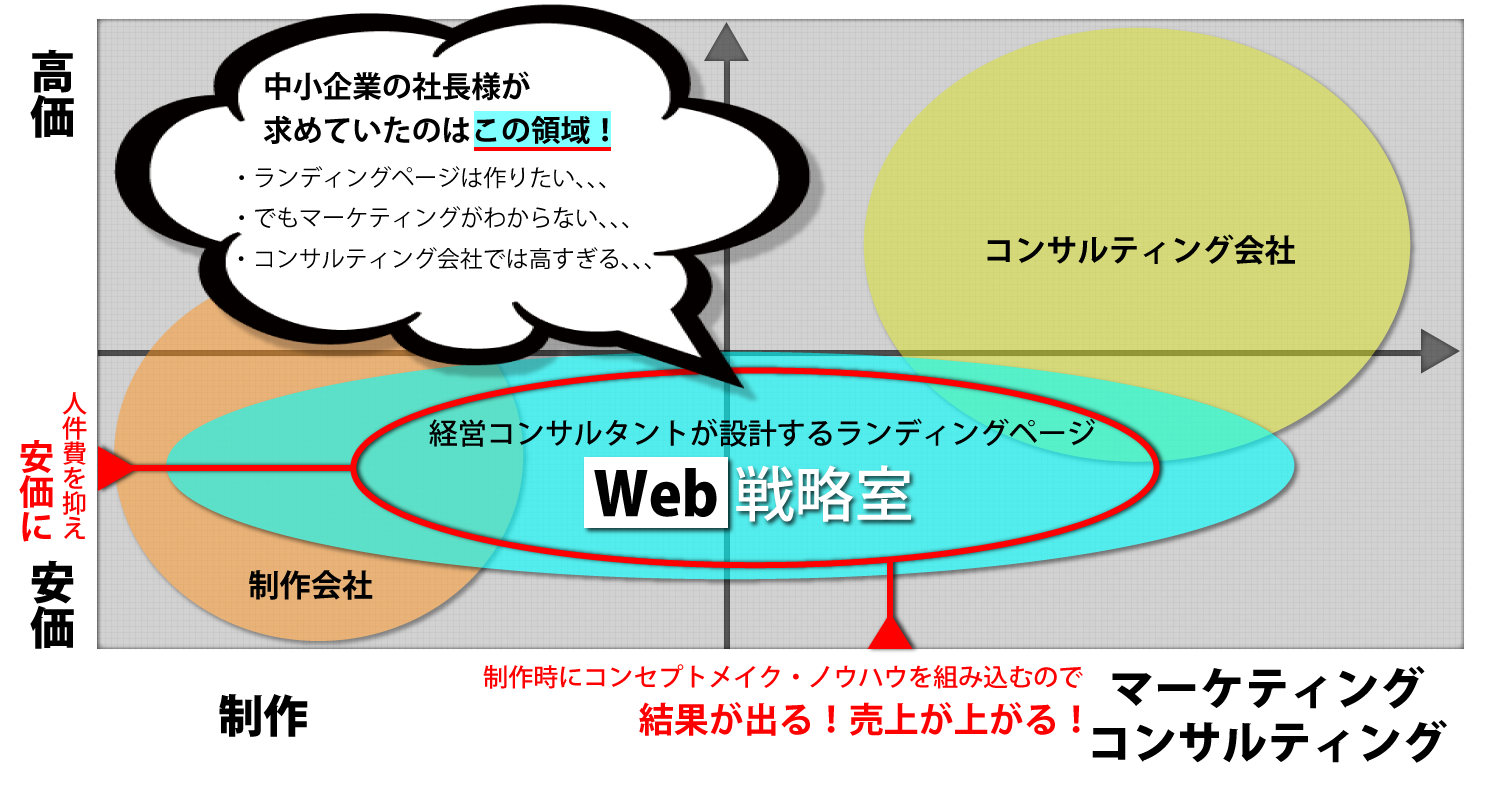 高価
中小企業の社長様が
求めていたのはこの領域！
・ランディングページは作りたい、、、
・でもマーケティングがわからない、、、
・コンサルティング会社では高すぎる、、、
コンサルティング会社
人件費を抑え
安価に
経営コンサルタントが設計するランディングページ
Web戦略室
制作会社
安価
制作時にコンセプトメイク・ノウハウを組み込むので
結果が出る！売上が上がる！
制作
マーケティング
コンサルティング